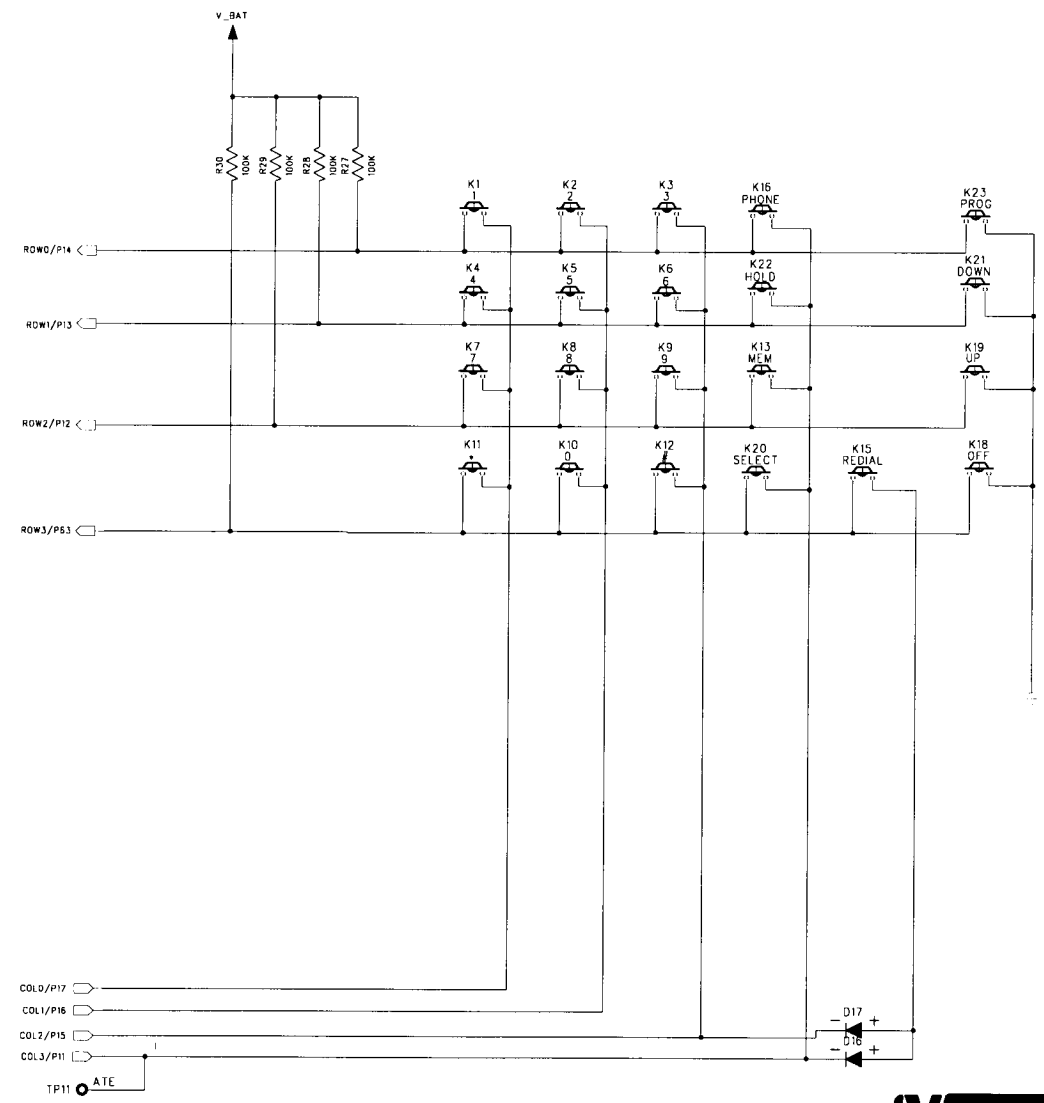 V_BAT
R30 100K
R29 100K
R28 100K
R27 100K
K1
1
K2
2
K3
3
K16
PHONE
K23
PROG
ROW0/P14
K4
4
K5
5
K6
6
K22
HOLD
K21
DOWN
ROW1/P13
K7
7
K8
8
K9
9
K13
MEM
K19
UP
ROW2/P12
K11
*
K10
0
K12
#
K20
SELECT
K15
REDIAL
K18
OFF
ROW3/P63
COL0/P17
COL1/P16
COL2/P15
COL3/P11
- D17 +
- D16 +
TP11 ATE